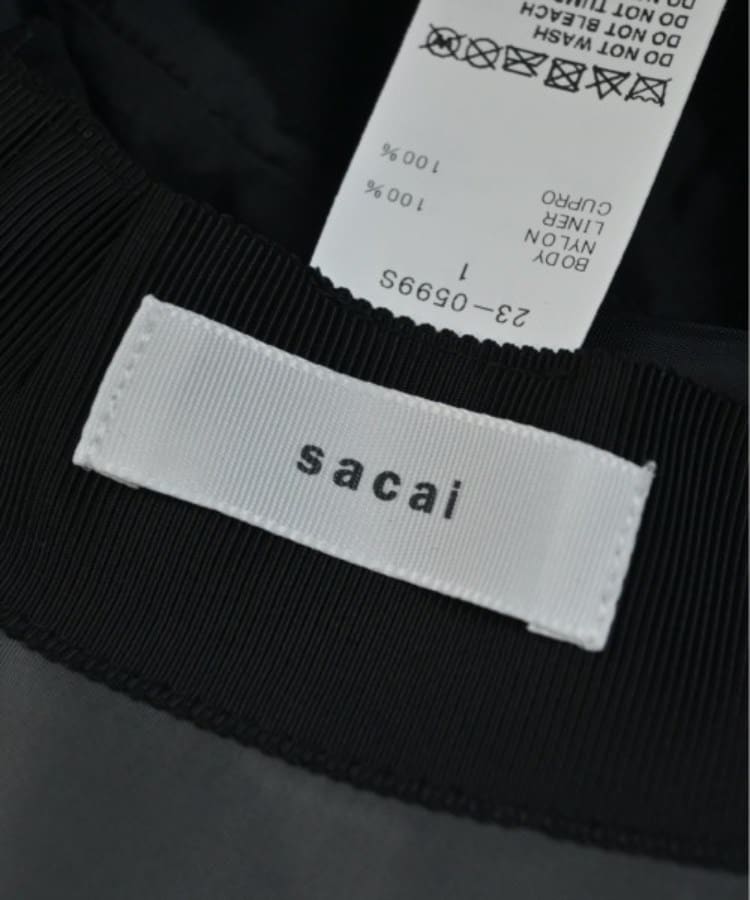 sacai
23-0599S
1
BODY
NYLON 100%
LINER
CUPRO 100%
DO NOT WASH
DO NOT BLEACH